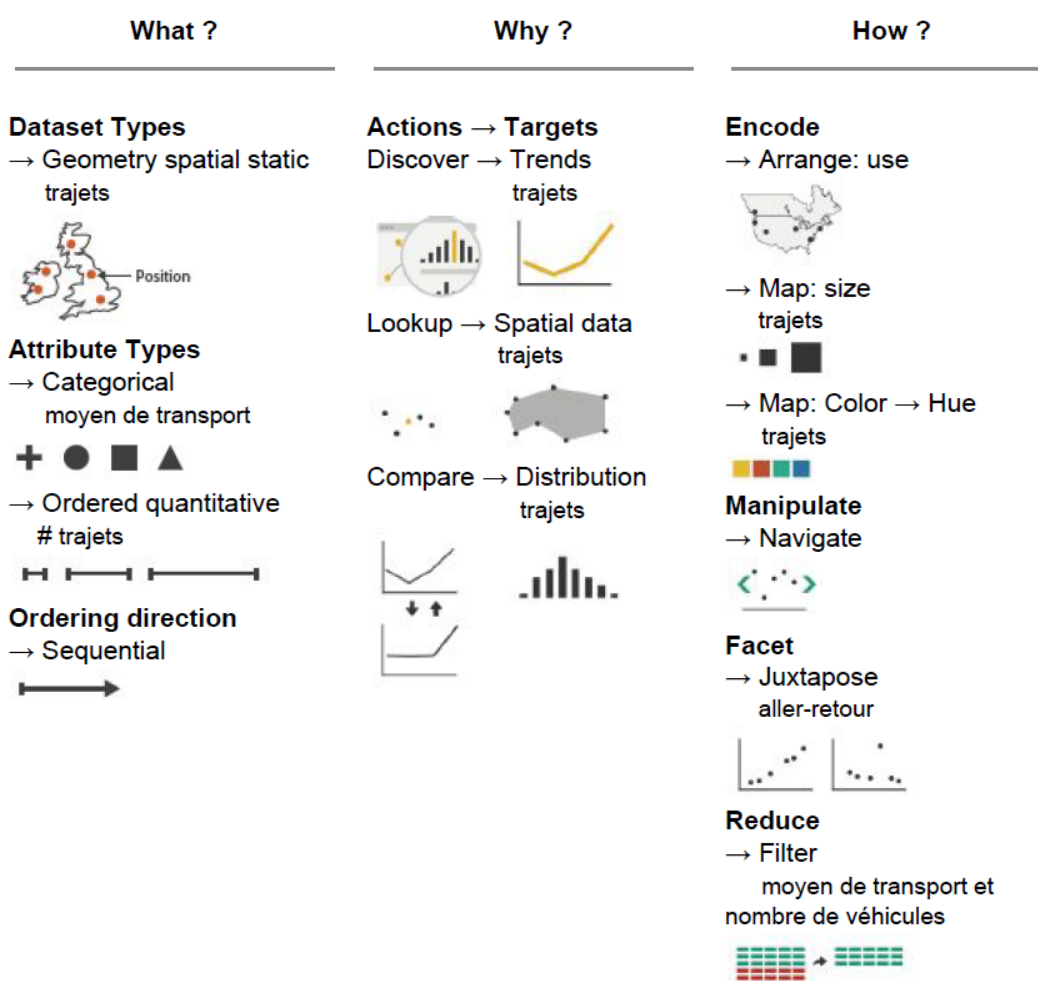 What ?
Why ?
How ?
Dataset Types
→ Geometry spatial static
trajets
Position
Attribute Types
→ Categorical
moyen de transport
→ Ordered quantitative
# trajets
Ordering direction
→ Sequential
Actions → Targets
Discover → Trends
trajets
Lookup → Spatial data
trajets
Compare → Distribution
trajets
Encode
→ Arrange: use
→ Map: size
trajets
→ Map: Color → Hue
trajets
Manipulate
→ Navigate
Facet
→ Juxtapose
aller-retour
Reduce
→ Filter
moyen de transport et
nombre de véhicules